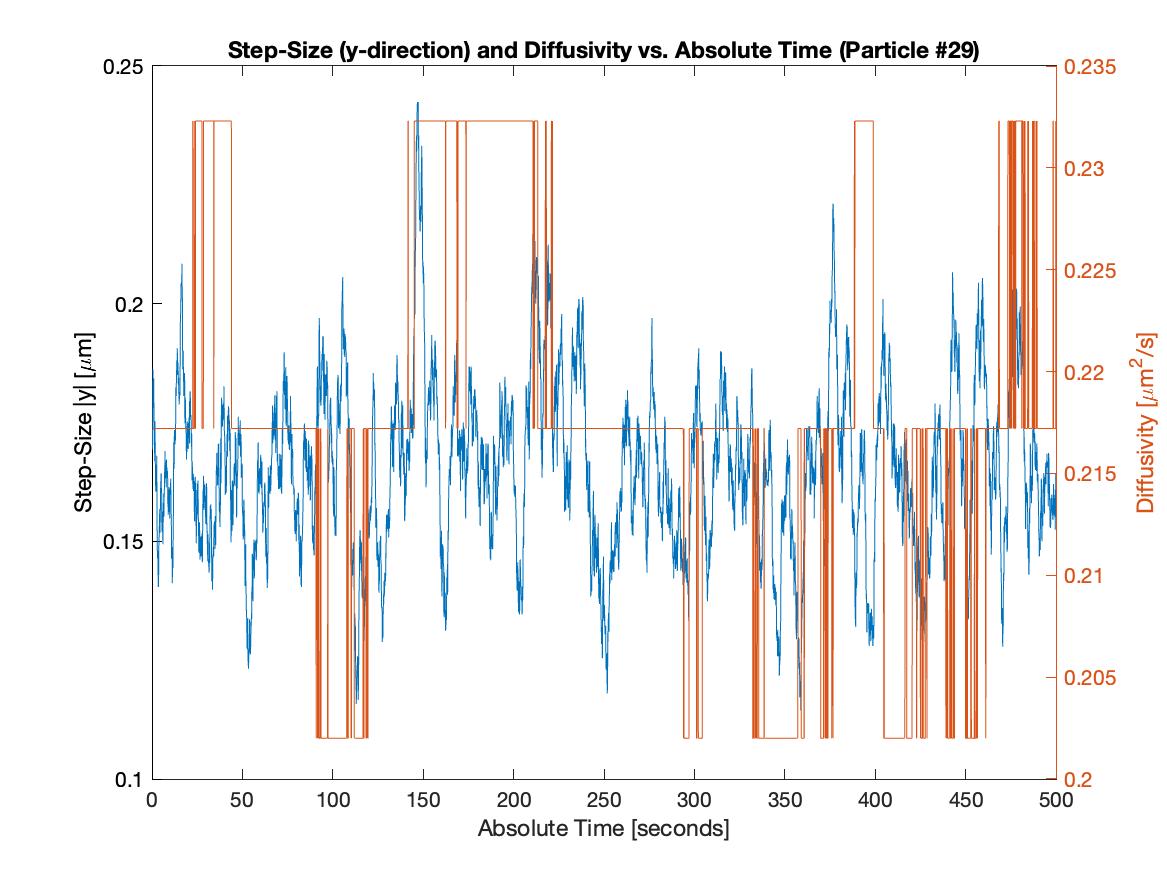 Step-Size (y-direction) and Diffusivity vs. Absolute Time (Particle #29)
0.25
0.2
0.15
0.1
Step-Size |y| [μm]
0.235
0.23
0.225
0.22
0.215
0.21
0.205
0.2
Diffusivity [μm²/s]
0 50 100 150 200 250 300 350 400 450 500
Absolute Time [seconds]